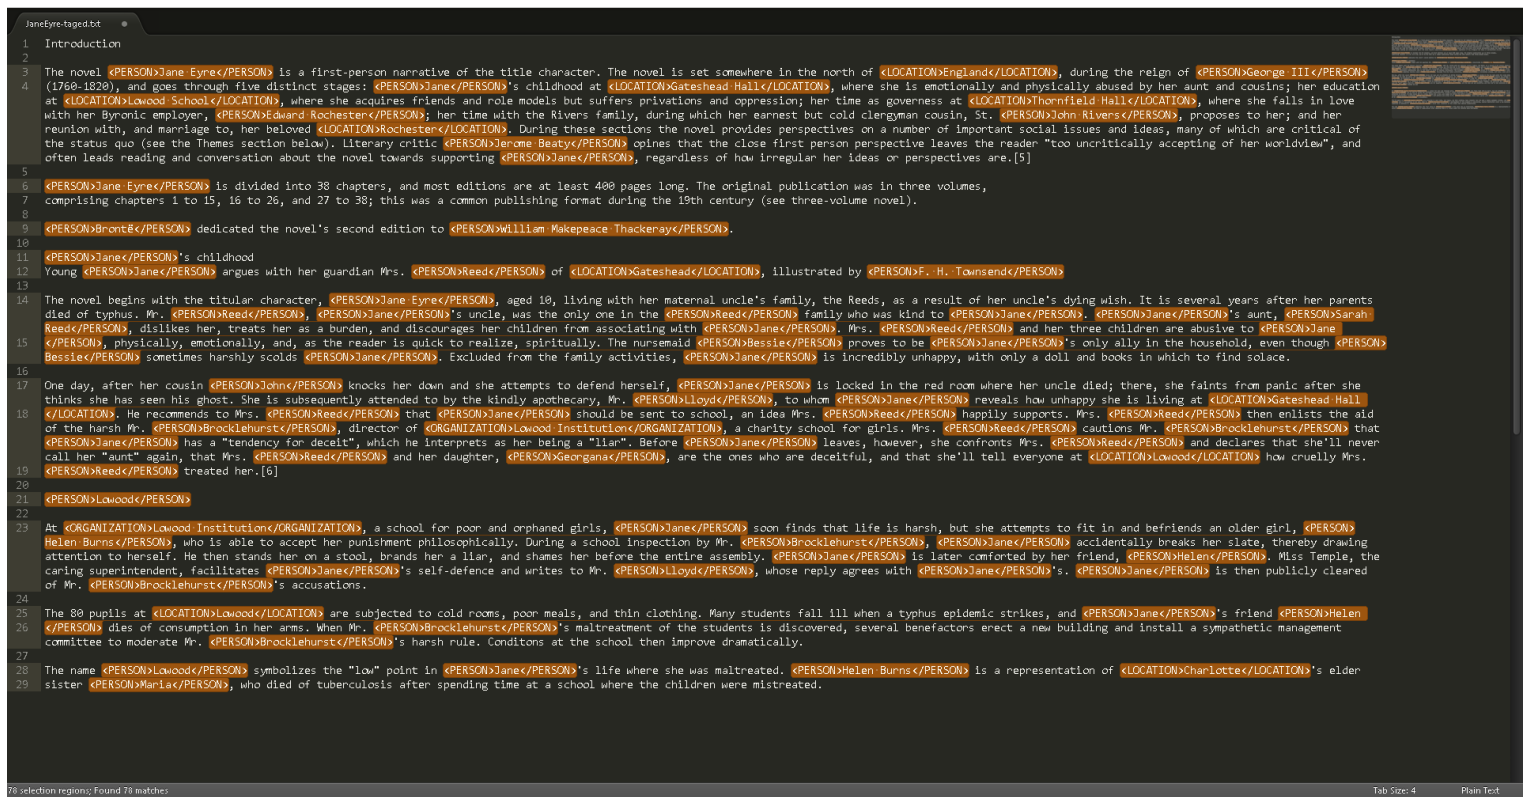 JaneEyre-taged.txt
1 Introduction
2
3 The novel <PERSON>Jane Eyre</PERSON> is a first-person narrative of the title character. The novel is set somewhere in the north of <LOCATION>England</LOCATION>, during the reign of <PERSON>George III</PERSON>
4 (1760-1820), and goes through five distinct stages: <PERSON>Jane</PERSON>'s childhood at <LOCATION>Gateshead Hall</LOCATION>, where she is emotionally and physically abused by her aunt and cousins; her education
at <LOCATION>Lowood School</LOCATION>, where she acquires friends and role models but suffers privations and oppression; her time as governess at <LOCATION>Thornfield Hall</LOCATION>, where she falls in love
with her Byronic employer, <PERSON>Edward Rochester</PERSON>; her time with the Rivers family, during which her earnest but cold clergyman cousin, St. <PERSON>John Rivers</PERSON>, proposes to her; and her
reunion with, and marriage to, her beloved <LOCATION>Rochester</LOCATION>. During these sections the novel provides perspectives on a number of important social issues and ideas, many of which are critical of
the status quo (see the Themes section below). Literary critic <PERSON>Jerome Beaty</PERSON> opines that the close first person perspective leaves the reader "too uncritically accepting of her worldview", and
often leads reading and conversation about the novel towards supporting <PERSON>Jane</PERSON>, regardless of how irregular her ideas or perspectives are.[5]
5
6 <PERSON>Jane Eyre</PERSON> is divided into 38 chapters, and most editions are at least 400 pages long. The original publication was in three volumes,
7 comprising chapters 1 to 15, 16 to 26, and 27 to 38; this was a common publishing format during the 19th century (see three-volume novel).
8
9 <PERSON>Brontë</PERSON> dedicated the novel's second edition to <PERSON>William Makepeace Thackeray</PERSON>.
10
11 <PERSON>Jane</PERSON>'s childhood
12 Young <PERSON>Jane</PERSON> argues with her guardian Mrs. <PERSON>Reed</PERSON> of <LOCATION>Gateshead</LOCATION>, illustrated by <PERSON>F. H. Townsend</PERSON>
13
14 The novel begins with the titular character, <PERSON>Jane Eyre</PERSON>, aged 10, living with her maternal uncle's family, the Reeds, as a result of her uncle's dying wish. It is several years after her parents
died of typhus. Mr. <PERSON>Reed</PERSON>, <PERSON>Jane</PERSON>'s uncle, was the only one in the <PERSON>Reed</PERSON> family who was kind to <PERSON>Jane</PERSON>. <PERSON>Jane</PERSON>'s aunt, <PERSON>Sarah
Reed</PERSON>, dislikes her, treats her as a burden, and discourages her children from associating with <PERSON>Jane</PERSON>. Mrs. <PERSON>Reed</PERSON> and her three children are abusive to <PERSON>Jane
15 </PERSON>, physically, emotionally, and, as the reader is quick to realize, spiritually. The nursemaid <PERSON>Bessie</PERSON> proves to be <PERSON>Jane</PERSON>'s only ally in the household, even though <PERSON>
Bessie</PERSON> sometimes harshly scolds <PERSON>Jane</PERSON>. Excluded from the family activities, <PERSON>Jane</PERSON> is incredibly unhappy, with only a doll and books in which to find solace.
16
17 One day, after her cousin <PERSON>John</PERSON> knocks her down and she attempts to defend herself, <PERSON>Jane</PERSON> is locked in the red room where her uncle died; there, she faints from panic after she
thinks she has seen his ghost. She is subsequently attended to by the kindly apothecary, Mr. <PERSON>Lloyd</PERSON>, to whom <PERSON>Jane</PERSON> reveals how unhappy she is living at <LOCATION>Gateshead Hall
18 </LOCATION>. He recommends to Mrs. <PERSON>Reed</PERSON> that <PERSON>Jane</PERSON> should be sent to school, an idea Mrs. <PERSON>Reed</PERSON> happily supports. Mrs. <PERSON>Reed</PERSON> then enlists the aid
of the harsh Mr. <PERSON>Brocklehurst</PERSON>, director of <ORGANIZATION>Lowood Institution</ORGANIZATION>, a charity school for girls. Mrs. <PERSON>Reed</PERSON> cautions Mr. <PERSON>Brocklehurst</PERSON> that
<PERSON>Jane</PERSON> has a "tendency for deceit", which he interprets as her being a "liar". Before <PERSON>Jane</PERSON> leaves, however, she confronts Mrs. <PERSON>Reed</PERSON> and declares that she'll never
call her "aunt" again, that Mrs. <PERSON>Reed</PERSON> and her daughter, <PERSON>Georgana</PERSON>, are the ones who are deceitful, and that she'll tell everyone at <LOCATION>Lowood</LOCATION> how cruelly Mrs.
19 <PERSON>Reed</PERSON> treated her.[6]
20
21 <PERSON>Lowood</PERSON>
22
23 At <ORGANIZATION>Lowood Institution</ORGANIZATION>, a school for poor and orphaned girls, <PERSON>Jane</PERSON> soon finds that life is harsh, but she attempts to fit in and befriends an older girl, <PERSON>
Helen Burns</PERSON>, who is able to accept her punishment philosophically. During a school inspection by Mr. <PERSON>Brocklehurst</PERSON>, <PERSON>Jane</PERSON> accidentally breaks her slate, thereby drawing
attention to herself. He then stands her on a stool, brands her a liar, and shames her before the entire assembly. <PERSON>Jane</PERSON> is later comforted by her friend, <PERSON>Helen</PERSON>. Miss Temple, the
caring superintendent, facilitates <PERSON>Jane</PERSON>'s self-defence and writes to Mr. <PERSON>Lloyd</PERSON>, whose reply agrees with <PERSON>Jane</PERSON>'s. <PERSON>Jane</PERSON> is then publicly cleared
of Mr. <PERSON>Brocklehurst</PERSON>'s accusations.
24
25 The 80 pupils at <LOCATION>Lowood</LOCATION> are subjected to cold rooms, poor meals, and thin clothing. Many students fall ill when a typhus epidemic strikes, and <PERSON>Jane</PERSON>'s friend <PERSON>Helen
26 </PERSON> dies of consumption in her arms. When Mr. <PERSON>Brocklehurst</PERSON>'s maltreatment of the students is discovered, several benefactors erect a new building and install a sympathetic management
committee to moderate Mr. <PERSON>Brocklehurst</PERSON>'s harsh rule. Conditons at the school then improve dramatically.
27
28 The name <PERSON>Lowood</PERSON> symbolizes the "low" point in <PERSON>Jane</PERSON>'s life where she was maltreated. <PERSON>Helen Burns</PERSON> is a representation of <LOCATION>Charlotte</LOCATION>'s elder
29 sister <PERSON>Maria</PERSON>, who died of tuberculosis after spending time at a school where the children were mistreated.
78 selection regions; Found 78 matches Tab Size: 4 Plain Text